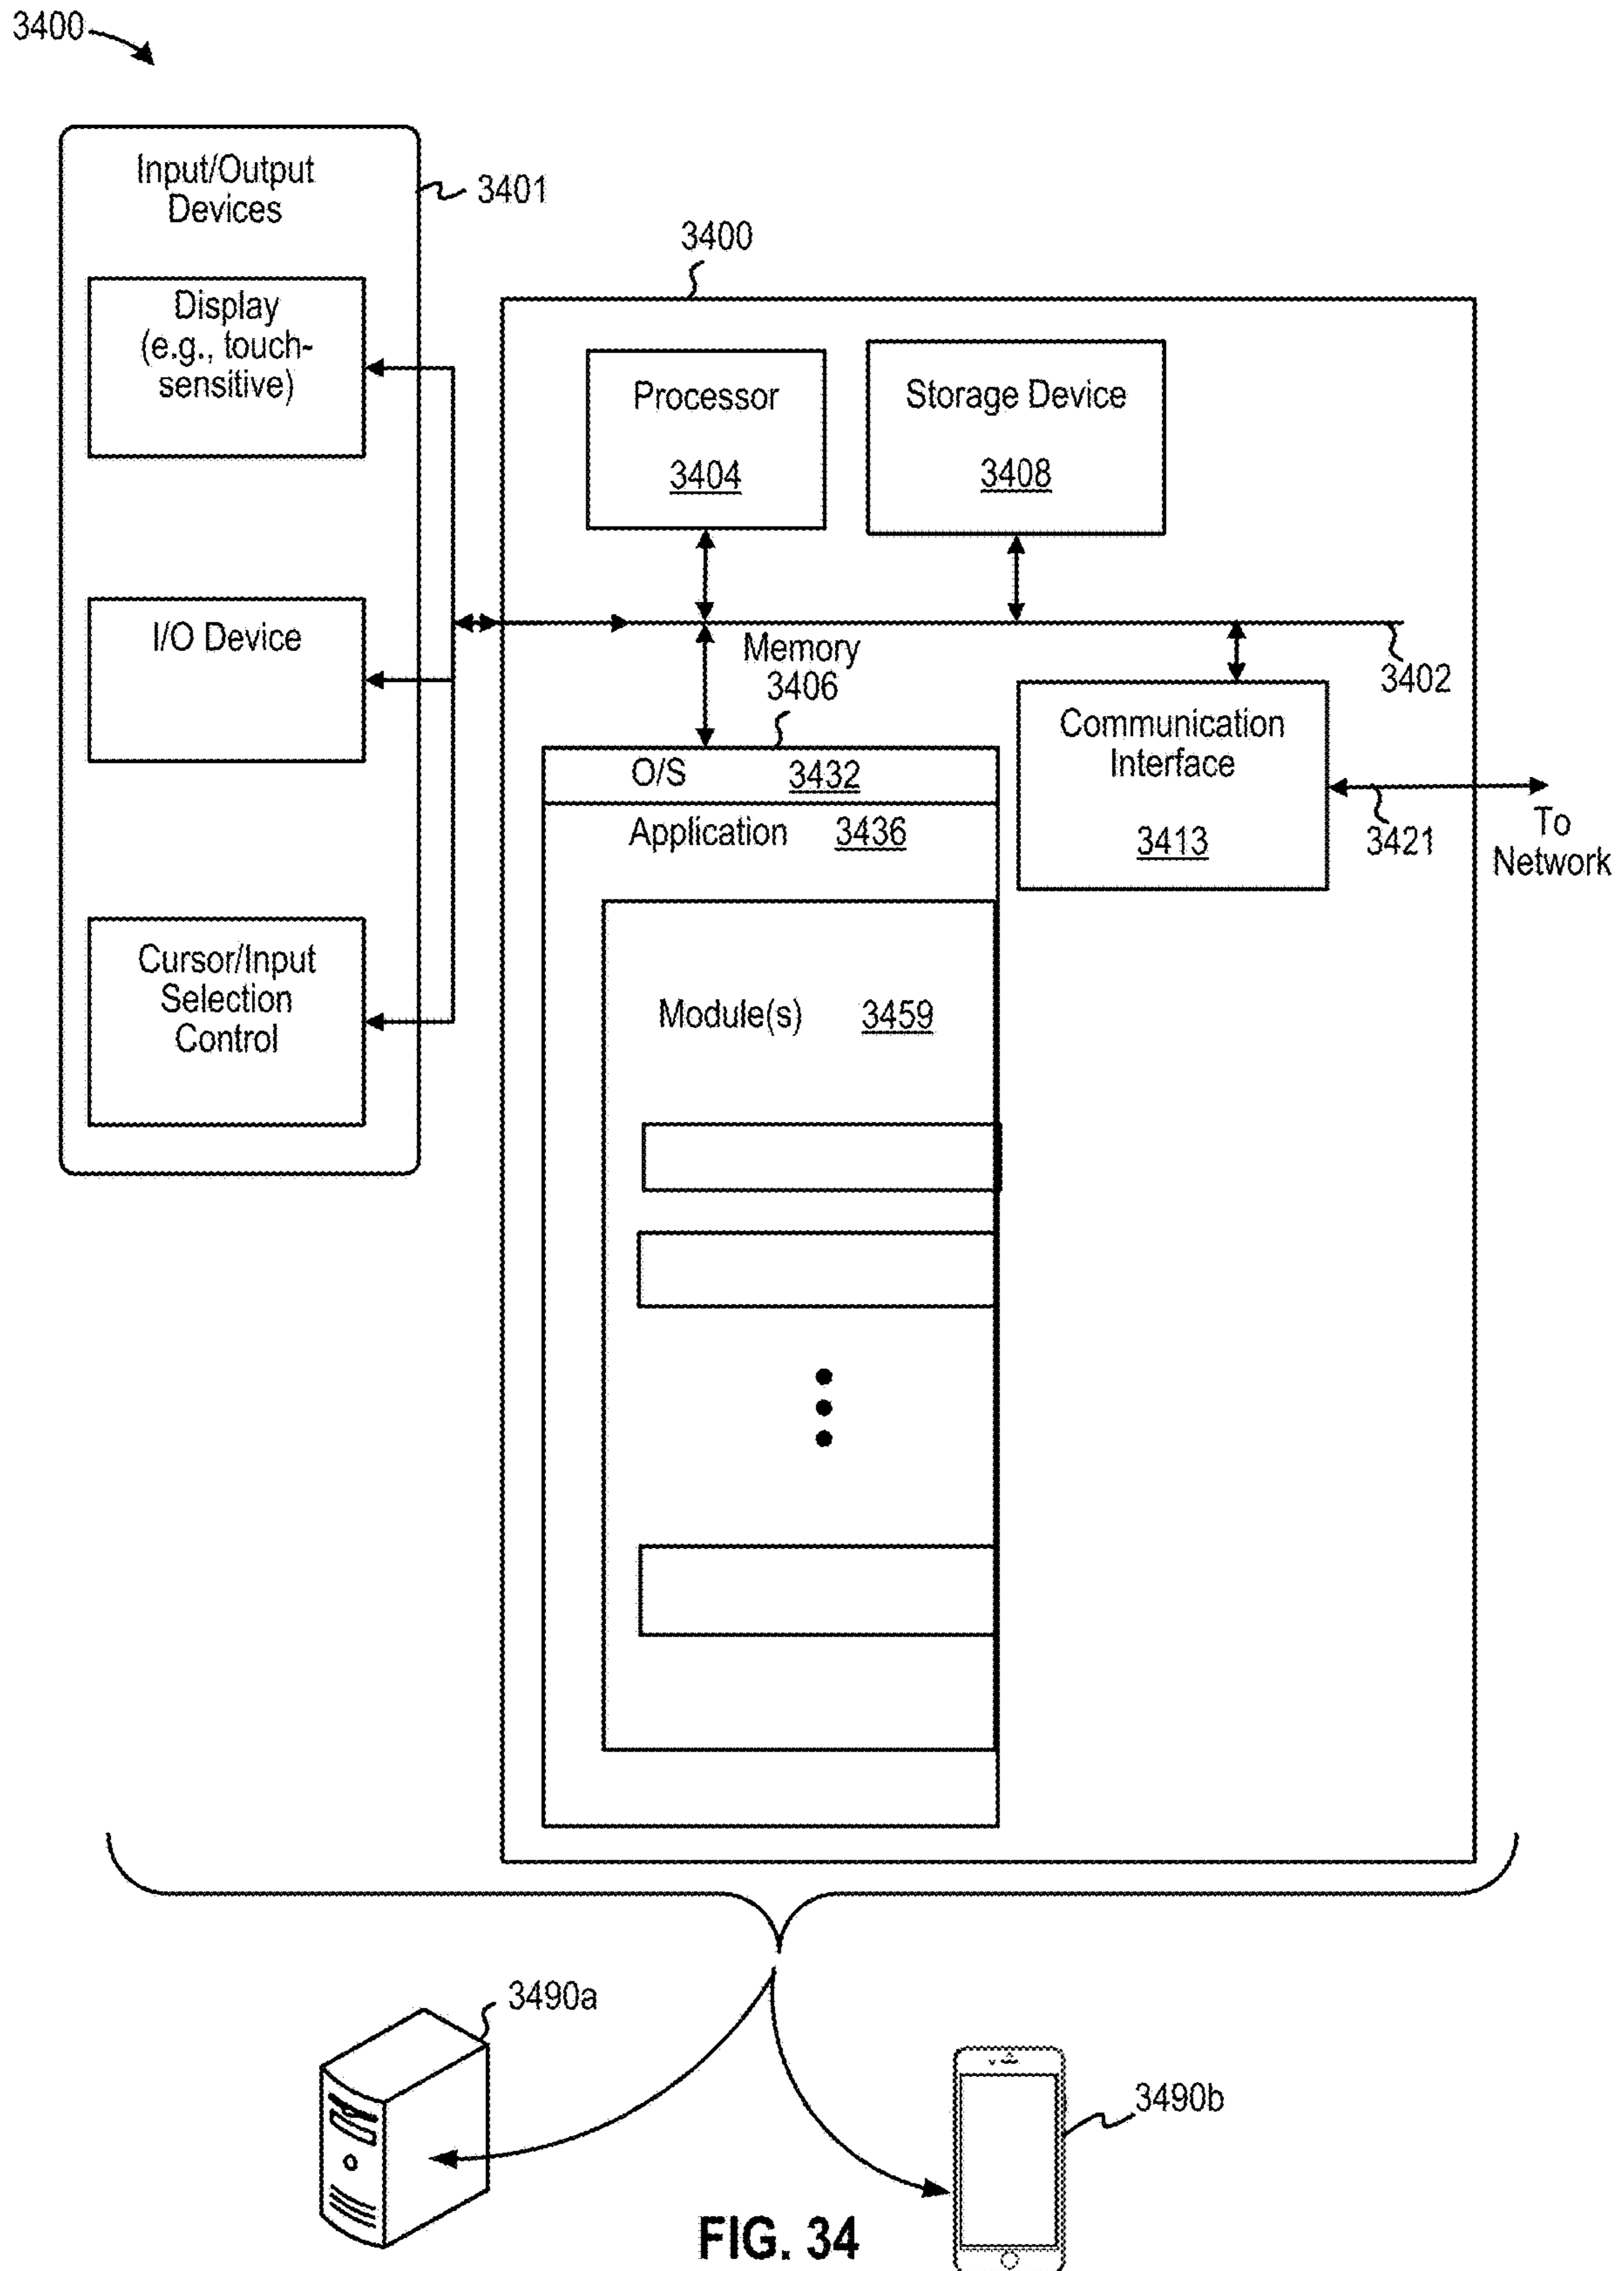 3400
Input/Output
Devices
3401
Display
(e.g., touch-
sensitive)
I/O Device
Cursor/Input
Selection
Control
3400
Processor
3404
Storage Device
3408
3402
Memory
3406
O/S 3432
Application 3436
Module(s) 3459
Communication
Interface
3413
3421
To
Network
3490a
3490b
FIG. 34